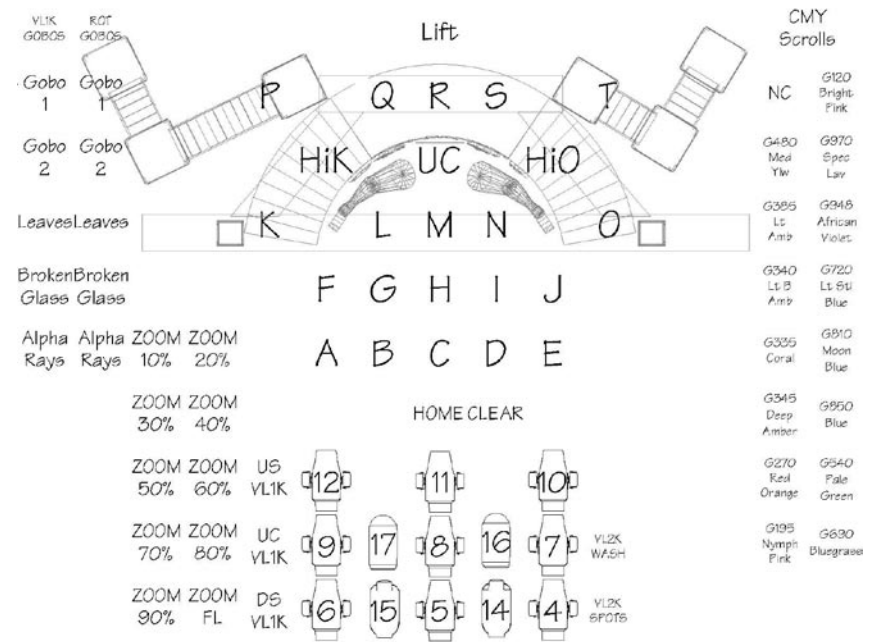 VL1K ROT
GOBOS GOBOS
Lift
CMY
Scrolls
Gobo Gobo
1 1
P Q R S T
NC
G120
Bright
Pink
Gobo Gobo
2 2
HiK UC HiO
G480
Med
Ylw
G970
Spec
Lav
Leaves Leaves
K L M N O
G385
Lt
Amb
G948
African
Violet
Broken Broken
Glass Glass
F G H I J
G340
Lt B
Amb
G720
Lt Stl
Blue
Alpha Alpha ZOOM ZOOM
Rays Rays 10% 20%
A B C D E
G335
Coral
G810
Moon
Blue
ZOOM ZOOM
30% 40%
HOME CLEAR
G345
Deep
Amber
G850
Blue
ZOOM ZOOM US
50% 60% VL1K
12 11 10
G270
Red
Orange
G540
Pale
Green
ZOOM ZOOM UC
70% 80% VL1K
9 17 8 16 7
VL2K
WASH
G195
Nymph
Pink
G690
Bluegrass
ZOOM ZOOM DS
90% FL VL1K
6 15 5 14 4
VL2K
SPOTS